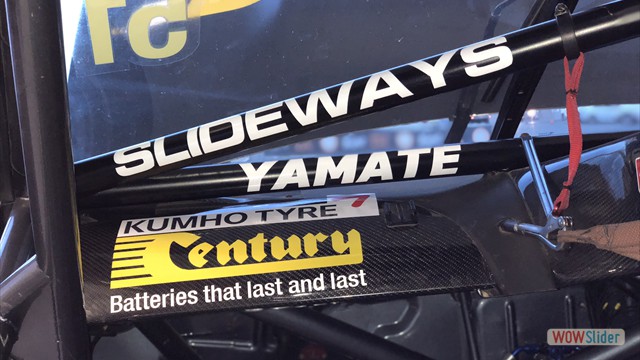 SLIDEWAYS
YAMATE
KUMHO TYRE
Century
Batteries that last and last
WOWSlider